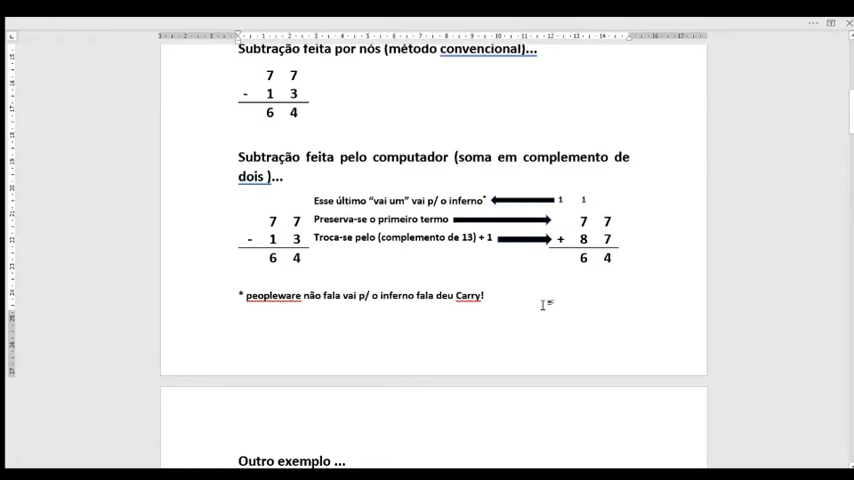 Subtração feita por nós (método convencional)...
7 7
- 1 3
6 4
Subtração feita pelo computador (soma em complemento de
dois )...
Esse último “vai um” vai p/ o inferno* 1 1
7 7 Preserva-se o primeiro termo 7 7
- 1 3 Troca-se pelo (complemento de 13) + 1 + 8 7
6 4 6 4
* peopleware não fala vai p/ o inferno fala deu Carry!
Outro exemplo ...